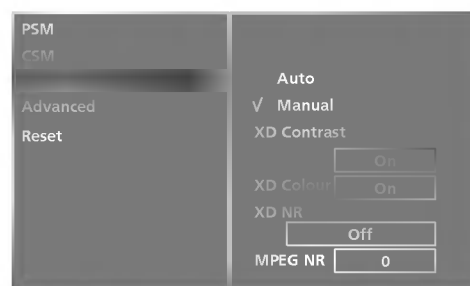 PSM
CSM
Advanced
Reset
Auto
√ Manual
XD Contrast
On
XD Colour On
XD NR
Off
MPEG NR 0